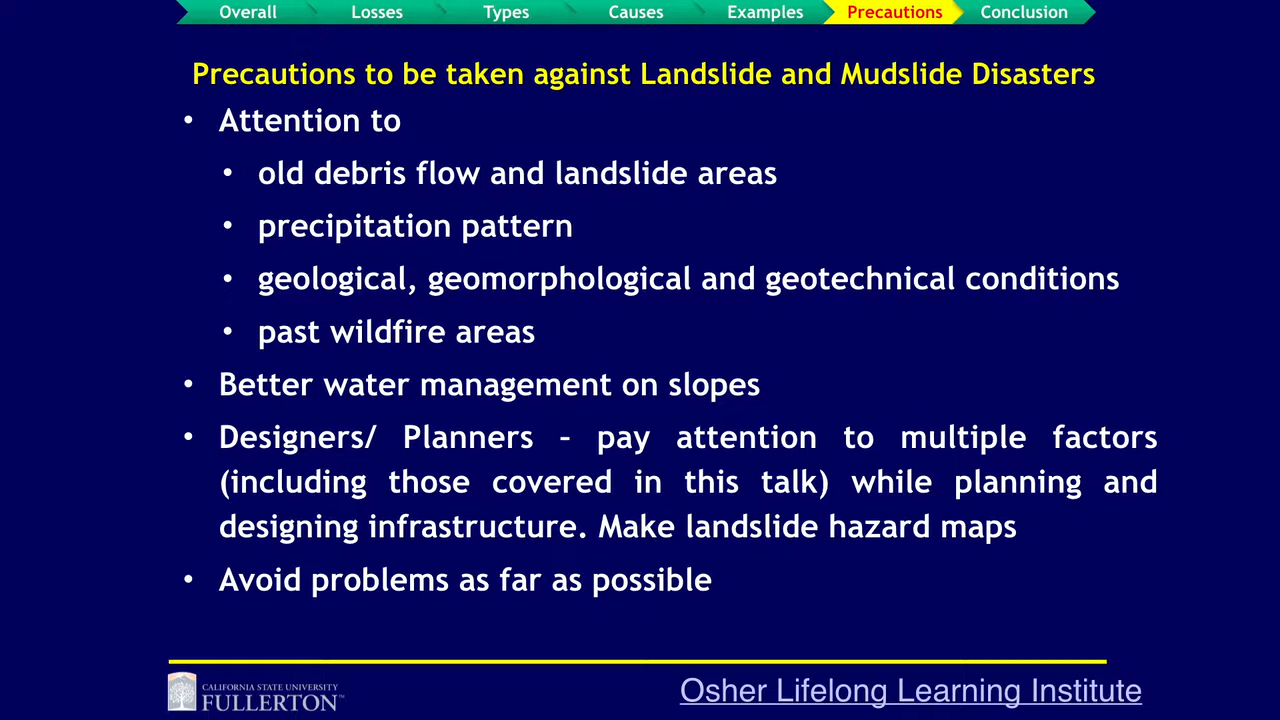 Overall Losses Types Causes Examples Precautions Conclusion
Precautions to be taken against Landslide and Mudslide Disasters
• Attention to
• old debris flow and landslide areas
• precipitation pattern
• geological, geomorphological and geotechnical conditions
• past wildfire areas
• Better water management on slopes
• Designers/ Planners – pay attention to multiple factors
(including those covered in this talk) while planning and
designing infrastructure. Make landslide hazard maps
• Avoid problems as far as possible
CALIFORNIA STATE UNIVERSITY
FULLERTON™
Osher Lifelong Learning Institute